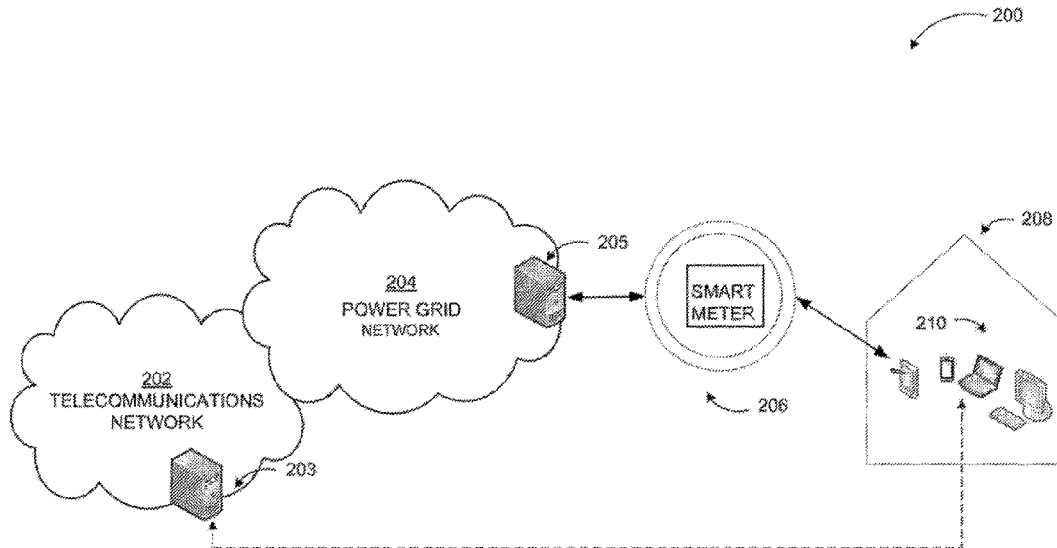 200
208
205
204
POWER GRID
NETWORK
SMART
METER
210
202
TELECOMMUNICATIONS
NETWORK
206
203